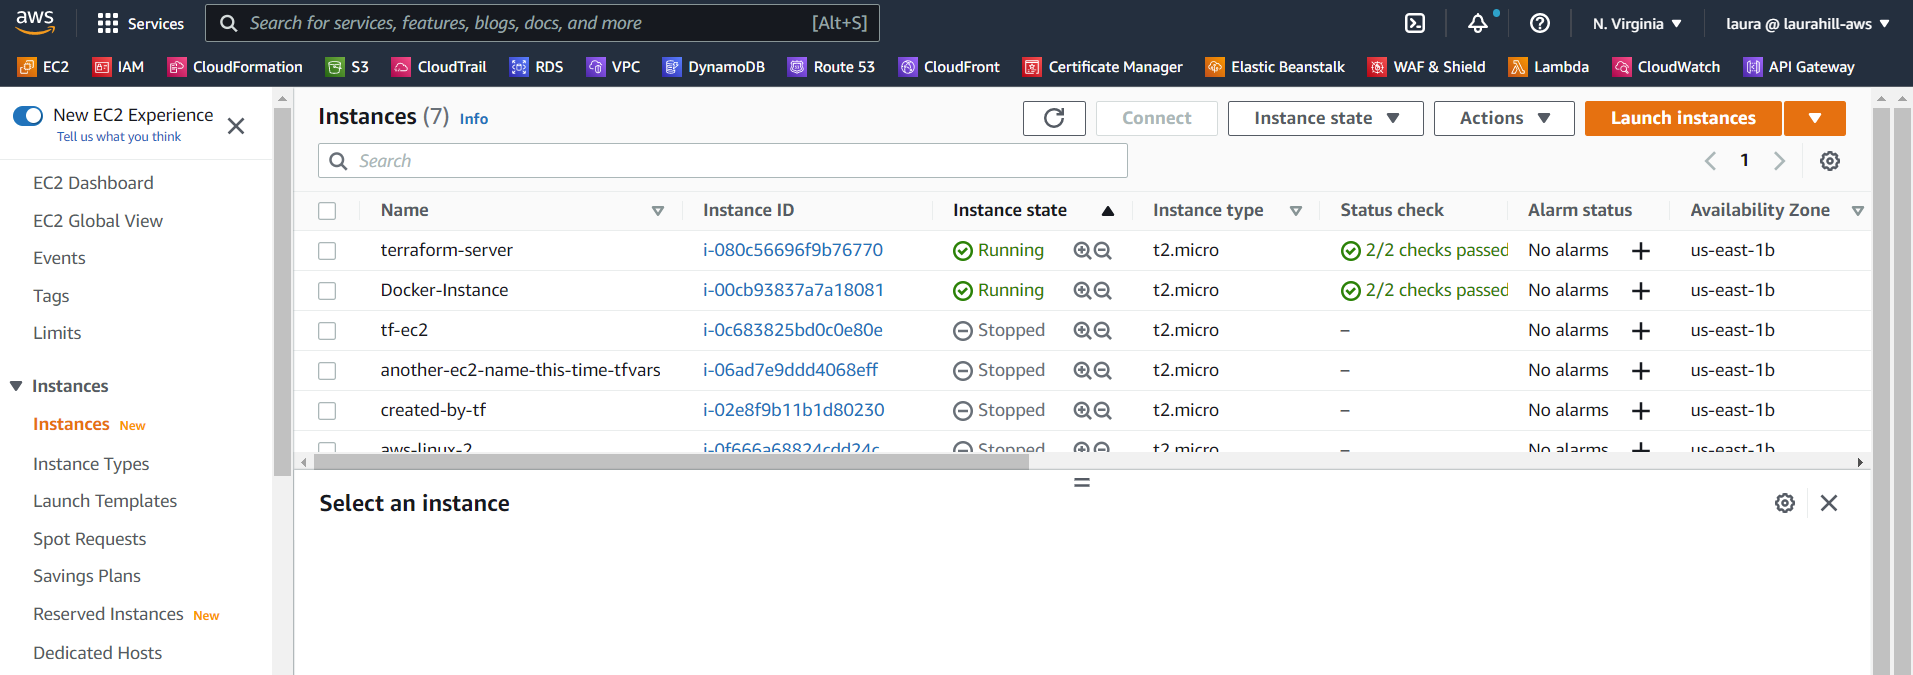 aws Services Search for services, features, blogs, docs, and more [Alt+S] N. Virginia laura @ laurahill-aws
EC2 IAM CloudFormation S3 CloudTrail RDS VPC DynamoDB Route 53 CloudFront Certificate Manager Elastic Beanstalk WAF & Shield Lambda CloudWatch API Gateway
New EC2 Experience
Tell us what you think
EC2 Dashboard
EC2 Global View
Events
Tags
Limits
Instances
Instances New
Instance Types
Launch Templates
Spot Requests
Savings Plans
Reserved Instances New
Dedicated Hosts
Instances (7) Info Connect Instance state Actions Launch instances
Search 1
Name Instance ID Instance state Instance type Status check Alarm status Availability Zone
terraform-server i-080c56696f9b76770 Running t2.micro 2/2 checks passed No alarms us-east-1b
Docker-Instance i-00cb93837a7a18081 Running t2.micro 2/2 checks passed No alarms us-east-1b
tf-ec2 i-0c683825bd0c0e80e Stopped t2.micro – No alarms us-east-1b
another-ec2-name-this-time-tfvars i-06ad7e9ddd4068eff Stopped t2.micro – No alarms us-east-1b
created-by-tf i-02e8f9b11b1d80230 Stopped t2.micro – No alarms us-east-1b
aws-linux-2 i-0f666a68824cdd24c Stopped t2.micro – No alarms us-east-1b
Select an instance